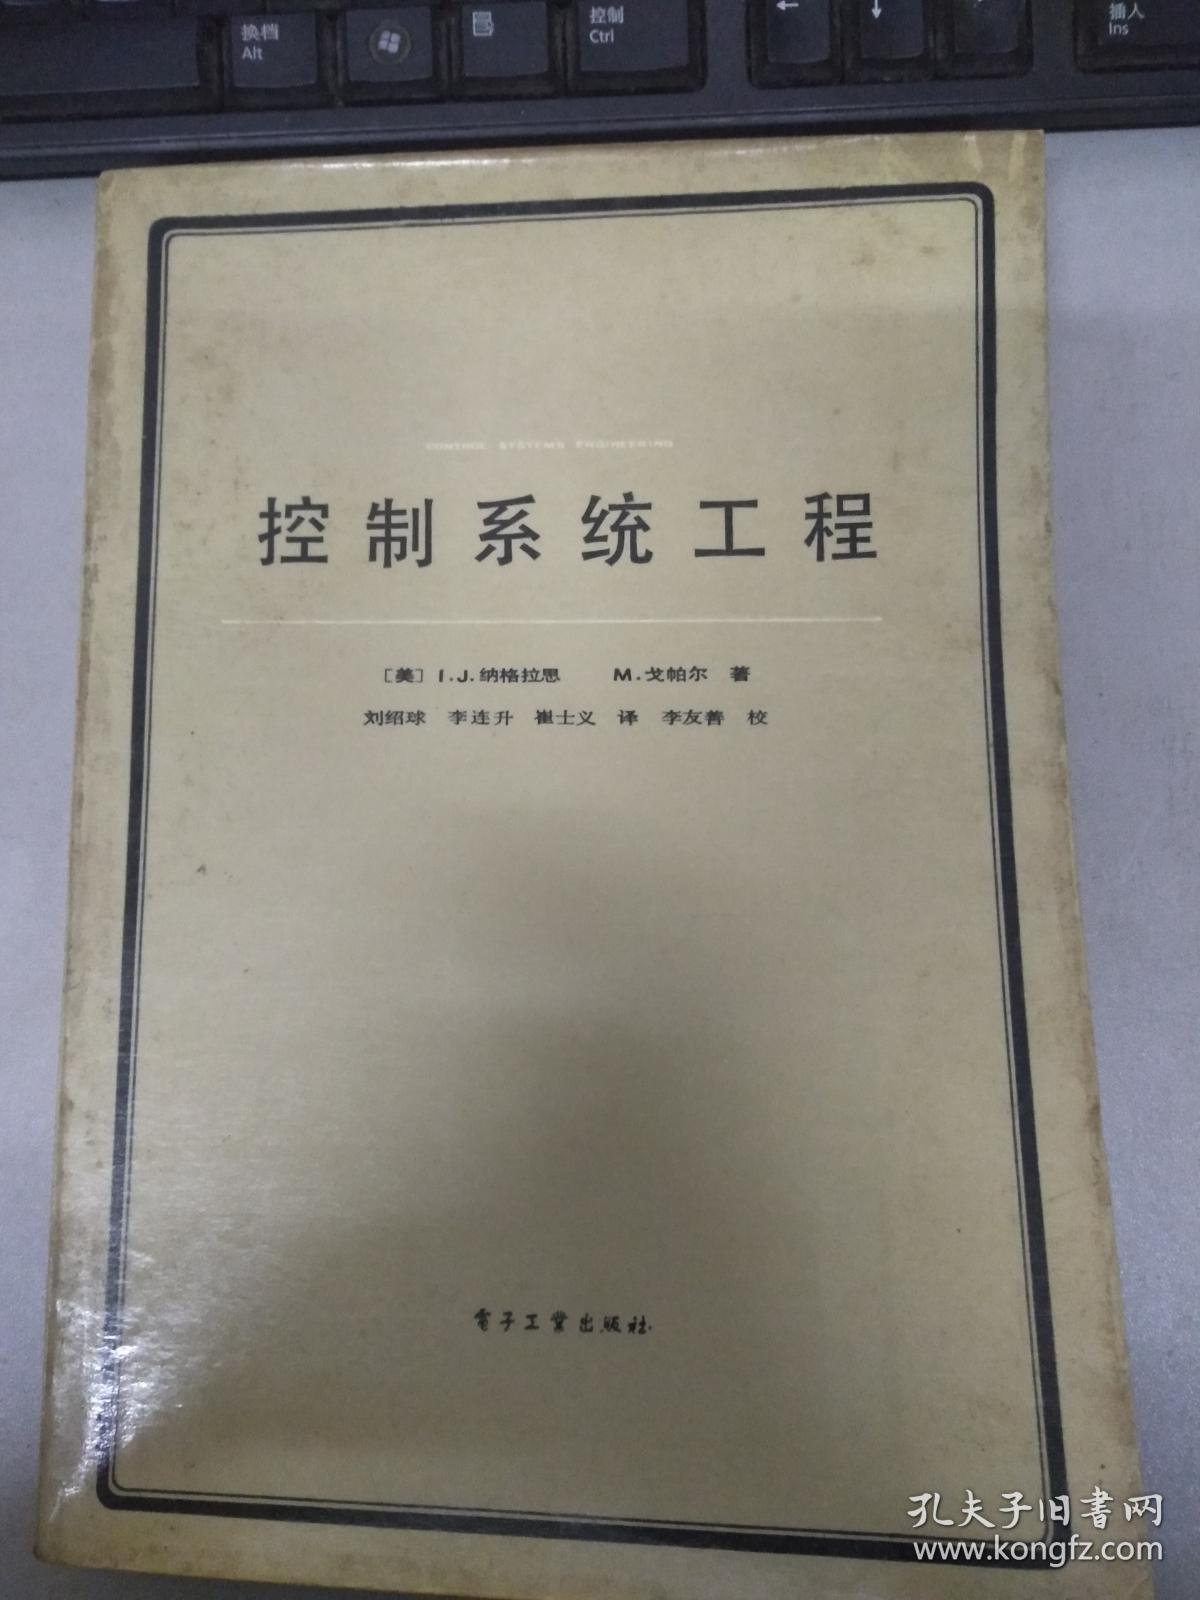 换档
Alt
控制
Ctrl
插入
Ins
CONTROL SYSTEMS ENGINEERING
控制系统工程
［美］I.J.纳格拉思 M.戈帕尔 著
刘绍球 李连升 崔士义 译 李友善 校
電子工業出版社
孔夫子旧書网
www.kongfz.com